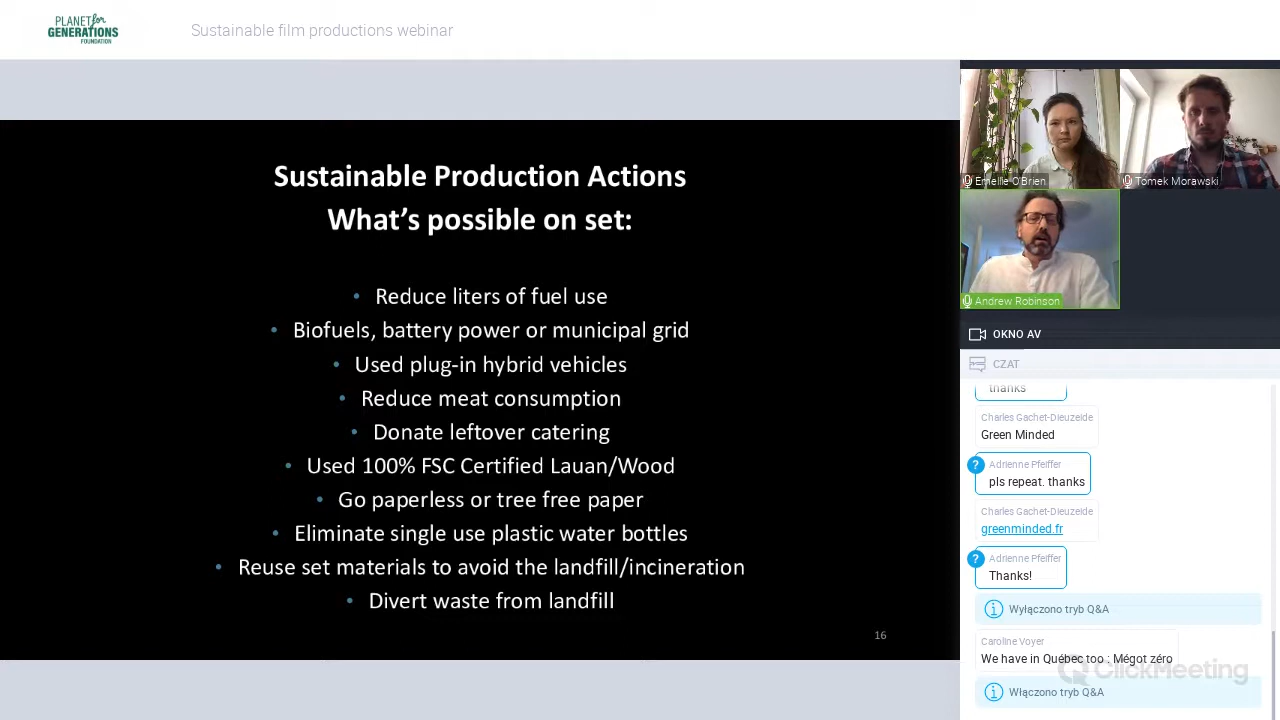 PLANET for
GENERATIONS
FOUNDATION
Sustainable film productions webinar
Sustainable Production Actions
What's possible on set:
• Reduce liters of fuel use
• Biofuels, battery power or municipal grid
• Used plug-in hybrid vehicles
• Reduce meat consumption
• Donate leftover catering
• Used 100% FSC Certified Lauan/Wood
• Go paperless or tree free paper
• Eliminate single use plastic water bottles
• Reuse set materials to avoid the landfill/incineration
• Divert waste from landfill
16
Emellie O'Brien
Tomek Morawski
Andrew Robinson
OKNO AV
CZAT
thanks
Charles Gachet-Dieuzeide
Green Minded
?
Adrienne Pfeiffer
pls repeat. thanks
Charles Gachet-Dieuzeide
greenminded.fr
?
Adrienne Pfeiffer
Thanks!
Wyłączono tryb Q&A
Caroline Voyer
We have in Québec too : Mégot zéro
ClickMeeting
Włączono tryb Q&A